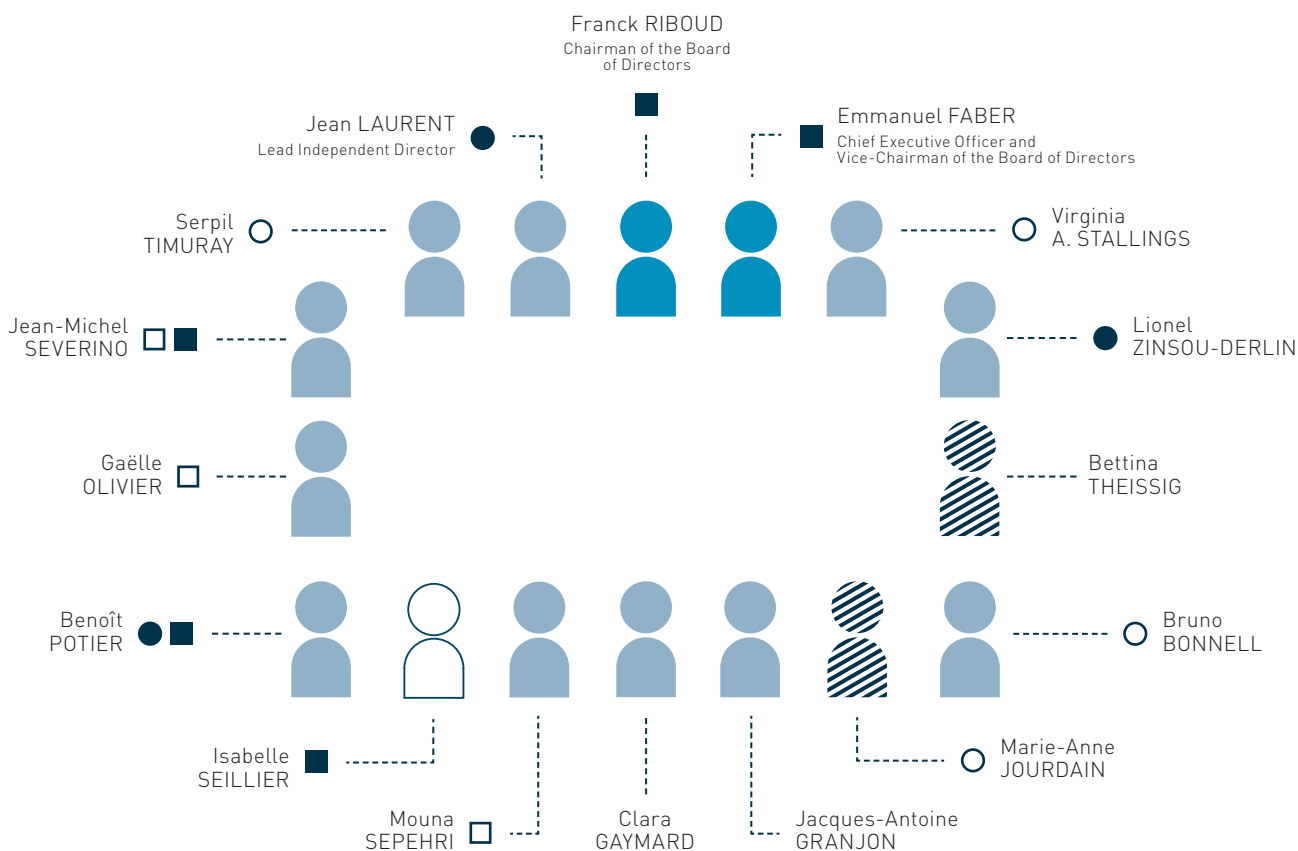 Franck RIBOUD
Chairman of the Board
of Directors
Jean LAURENT
Lead Independent Director
Emmanuel FABER
Chief Executive Officer and
Vice-Chairman of the Board of Directors
Serpil
TIMURAY
Virginia
A. STALLINGS
Jean-Michel
SEVERINO
Lionel
ZINSOU-DERLIN
Gaëlle
OLIVIER
Bettina
THEISSIG
Benoît
POTIER
Bruno
BONNELL
Isabelle
SEILLIER
Marie-Anne
JOURDAIN
Mouna
SEPEHRI
Clara
GAYMARD
Jacques-Antoine
GRANJON